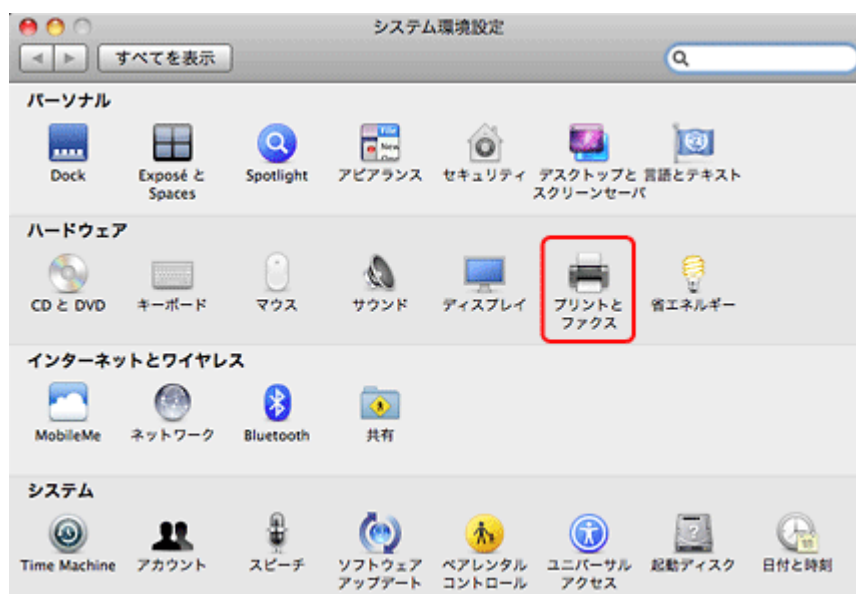 システム環境設定
すべてを表示
パーソナル
Dock
Exposé と
Spaces
Spotlight
アピアランス
セキュリティ
デスクトップと
スクリーンセーバ
言語とテキスト
ハードウェア
CD と DVD
キーボード
マウス
サウンド
ディスプレイ
プリントと
ファクス
省エネルギー
インターネットとワイヤレス
MobileMe
ネットワーク
Bluetooth
共有
システム
Time Machine
アカウント
スピーチ
ソフトウェア
アップデート
ペアレンタル
コントロール
ユニバーサル
アクセス
起動ディスク
日付と時刻